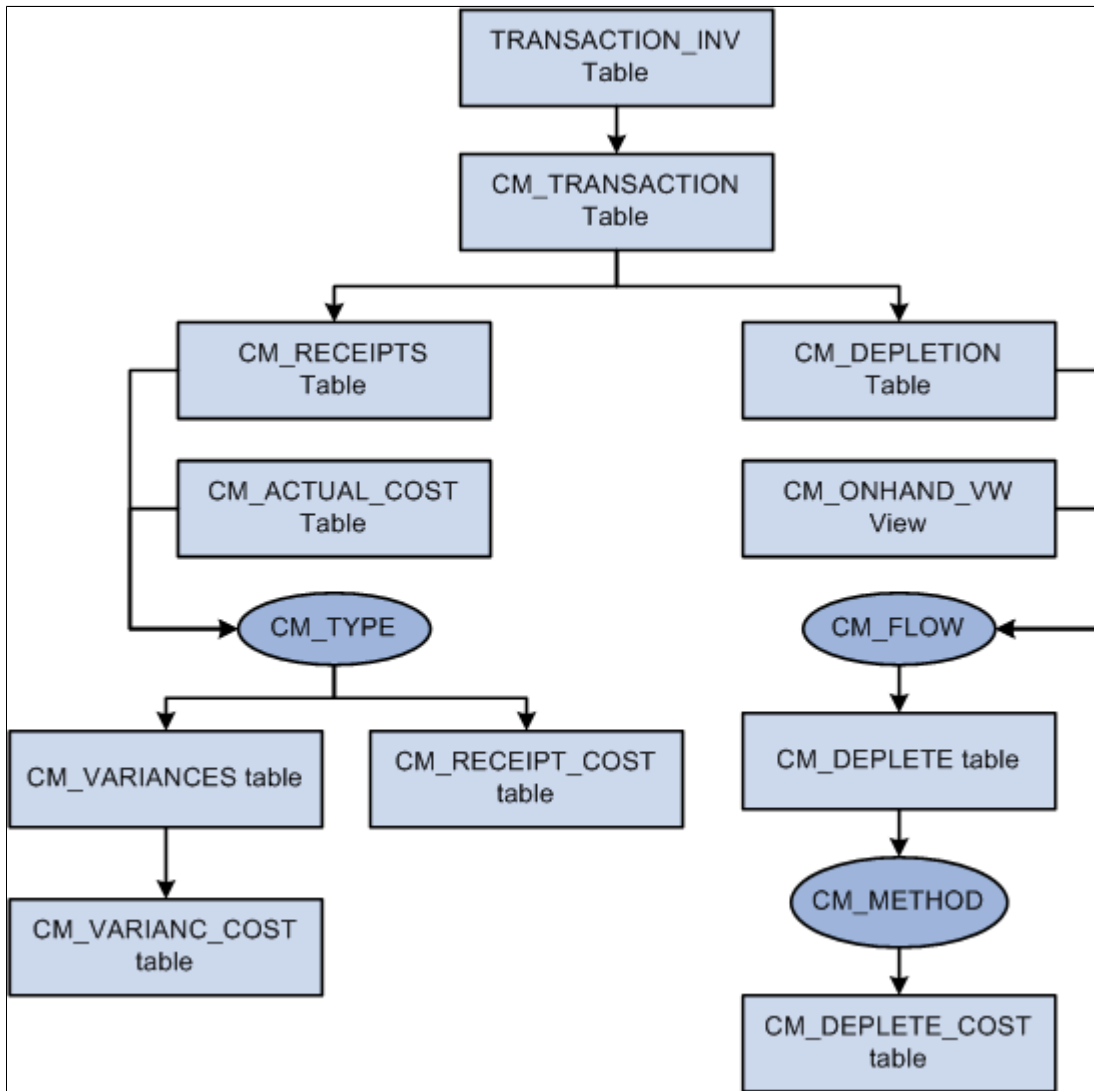 TRANSACTION_INV
Table
CM_TRANSACTION
Table
CM_RECEIPTS
Table
CM_DEPLETION
Table
CM_ACTUAL_COST
Table
CM_ONHAND_VW
View
CM_TYPE
CM_FLOW
CM_VARIANCES table
CM_RECEIPT_COST
table
CM_DEPLETE table
CM_METHOD
CM_VARIANC_COST
table
CM_DEPLETE_COST
table